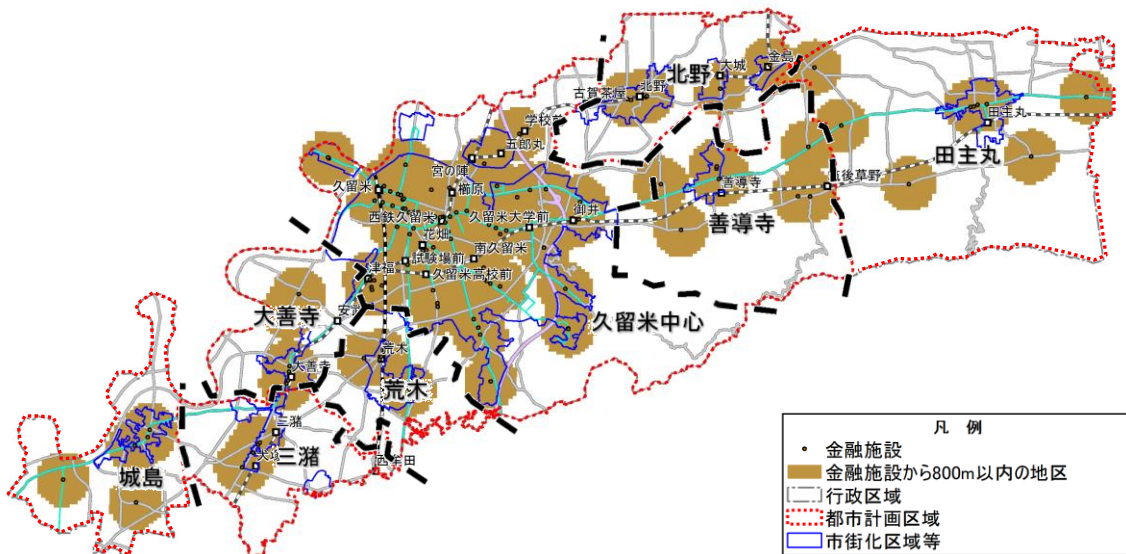 金島
大城
北野
古賀茶屋
北野
学校前
五郎丸
田主丸
宮の陣
田主丸
久留米
櫛原
善導寺
筑後草野
西鉄久留米
久留米大学前
御井
善導寺
花畑
南久留米
試験場前
津福
久留米高校前
大善寺
安武
久留米中心
荒木
大善寺
荒木
三潴
三潴
西牟田
城島
凡 例
金融施設
金融施設から800m以内の地区
行政区域
都市計画区域
市街化区域等